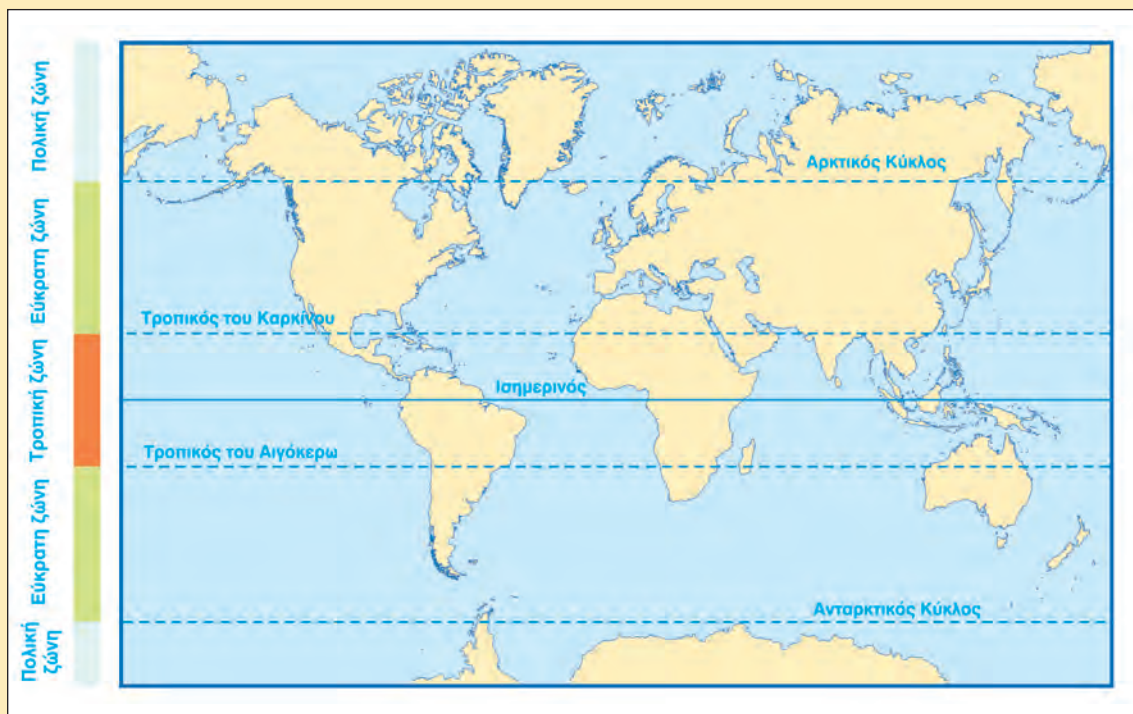 Πολική ζώνη
Εύκρατη ζώνη
Τροπική ζώνη
Εύκρατη ζώνη
Πολική
ζώνη
Αρκτικός Κύκλος
Τροπικός του Καρκίνου
Ισημερινός
Τροπικός του Αιγόκερω
Ανταρκτικός Κύκλος